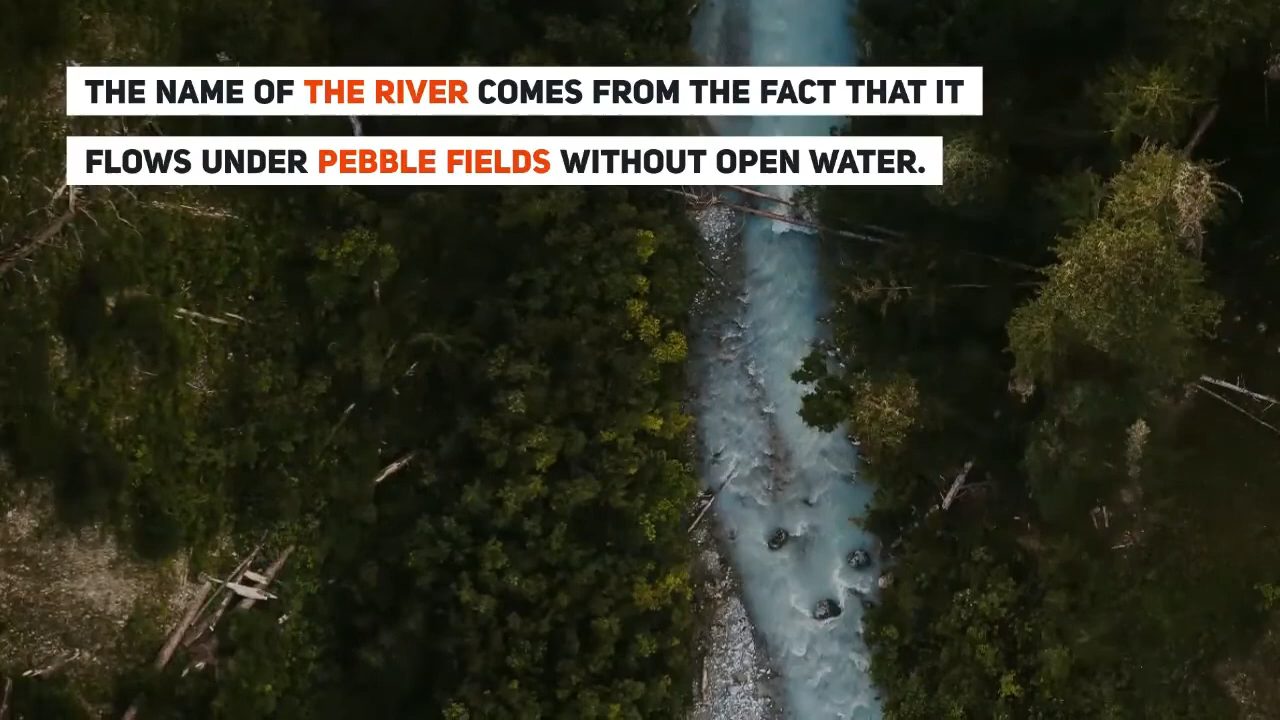 THE NAME OF THE RIVER COMES FROM THE FACT THAT IT
FLOWS UNDER PEBBLE FIELDS WITHOUT OPEN WATER.